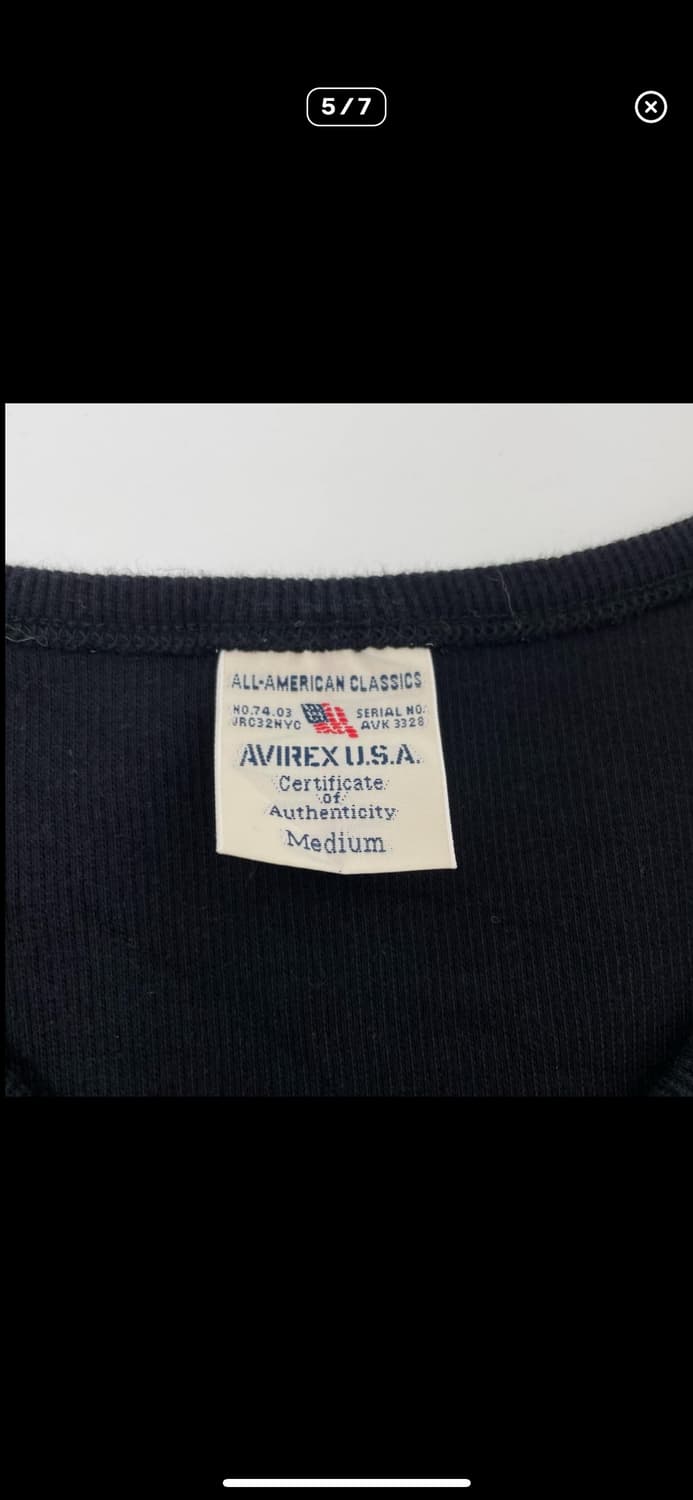 5/7
ALL-AMERICAN CLASSICS
NO.74.03 SERIAL NO.
JRC32NYC AVK 3328
AVIREX U.S.A.
Certificate
of
Authenticity
Medium